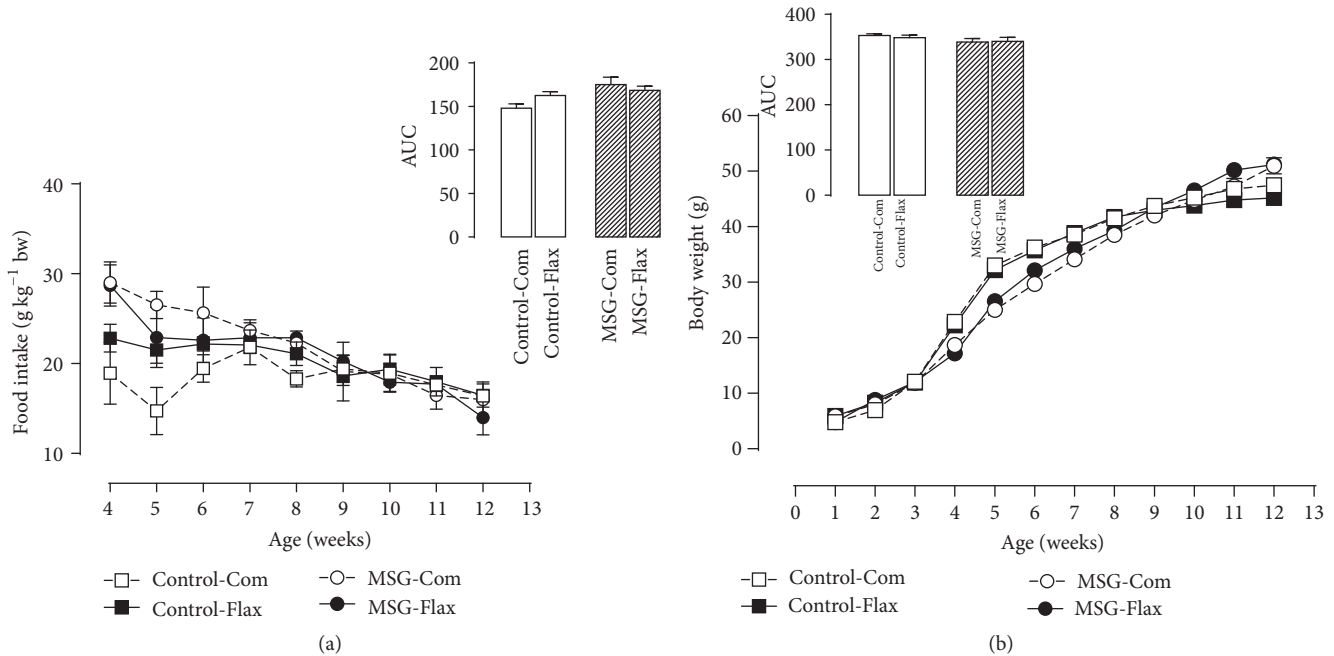 200
150
100
50
0
AUC
Control-Com
Control-Flax
MSG-Com
MSG-Flax
40
30
20
10
Food intake (g kg⁻¹ bw)
4 5 6 7 8 9 10 11 12 13
Age (weeks)
Control-Com
Control-Flax
MSG-Com
MSG-Flax
(a)
400
300
200
100
0
AUC
Control-Com
Control-Flax
MSG-Com
MSG-Flax
60
50
40
30
20
10
0
Body weight (g)
0 1 2 3 4 5 6 7 8 9 10 11 12 13
Age (weeks)
Control-Com
Control-Flax
MSG-Com
MSG-Flax
(b)